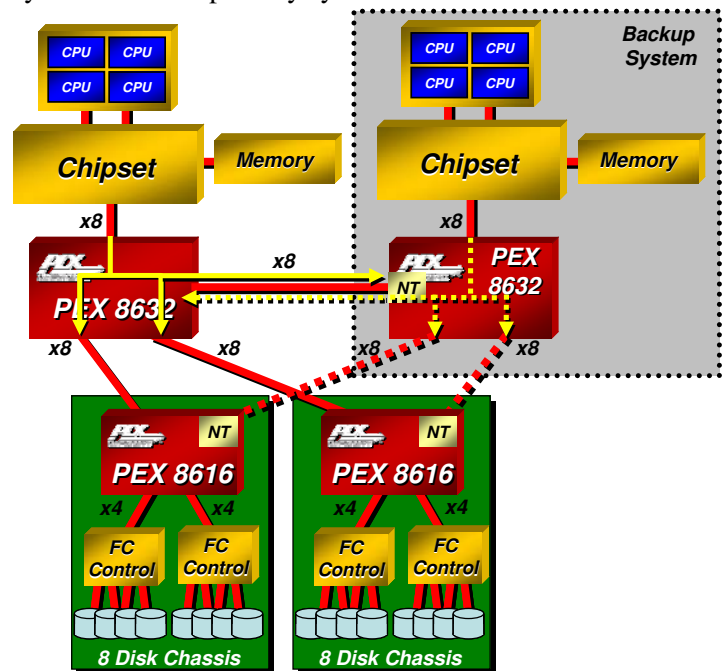 Backup
System
CPU CPU
CPU CPU
CPU CPU
CPU CPU
Chipset
Memory
Chipset
Memory
x8
x8
PEX 8632
x8
NT
PEX
8632
x8
x8
x8
x8
NT
PEX 8616
NT
PEX 8616
x4
x4
x4
x4
FC
Control
FC
Control
FC
Control
FC
Control
8 Disk Chassis
8 Disk Chassis